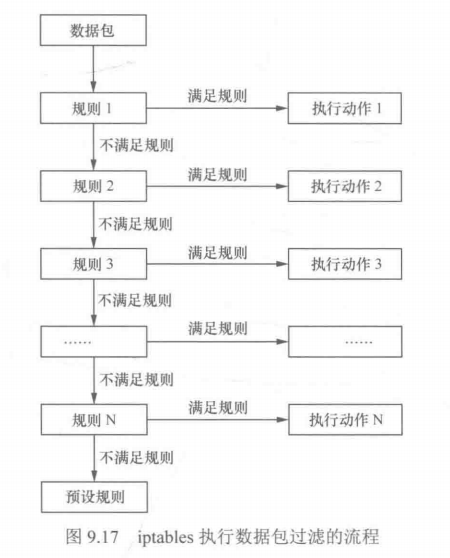 数据包
规则 1
满足规则
执行动作 1
不满足规则
规则 2
满足规则
执行动作 2
不满足规则
规则 3
满足规则
执行动作 3
不满足规则
……
满足规则
……
不满足规则
规则 N
满足规则
执行动作 N
不满足规则
预设规则
图 9.17 iptables 执行数据包过滤的流程